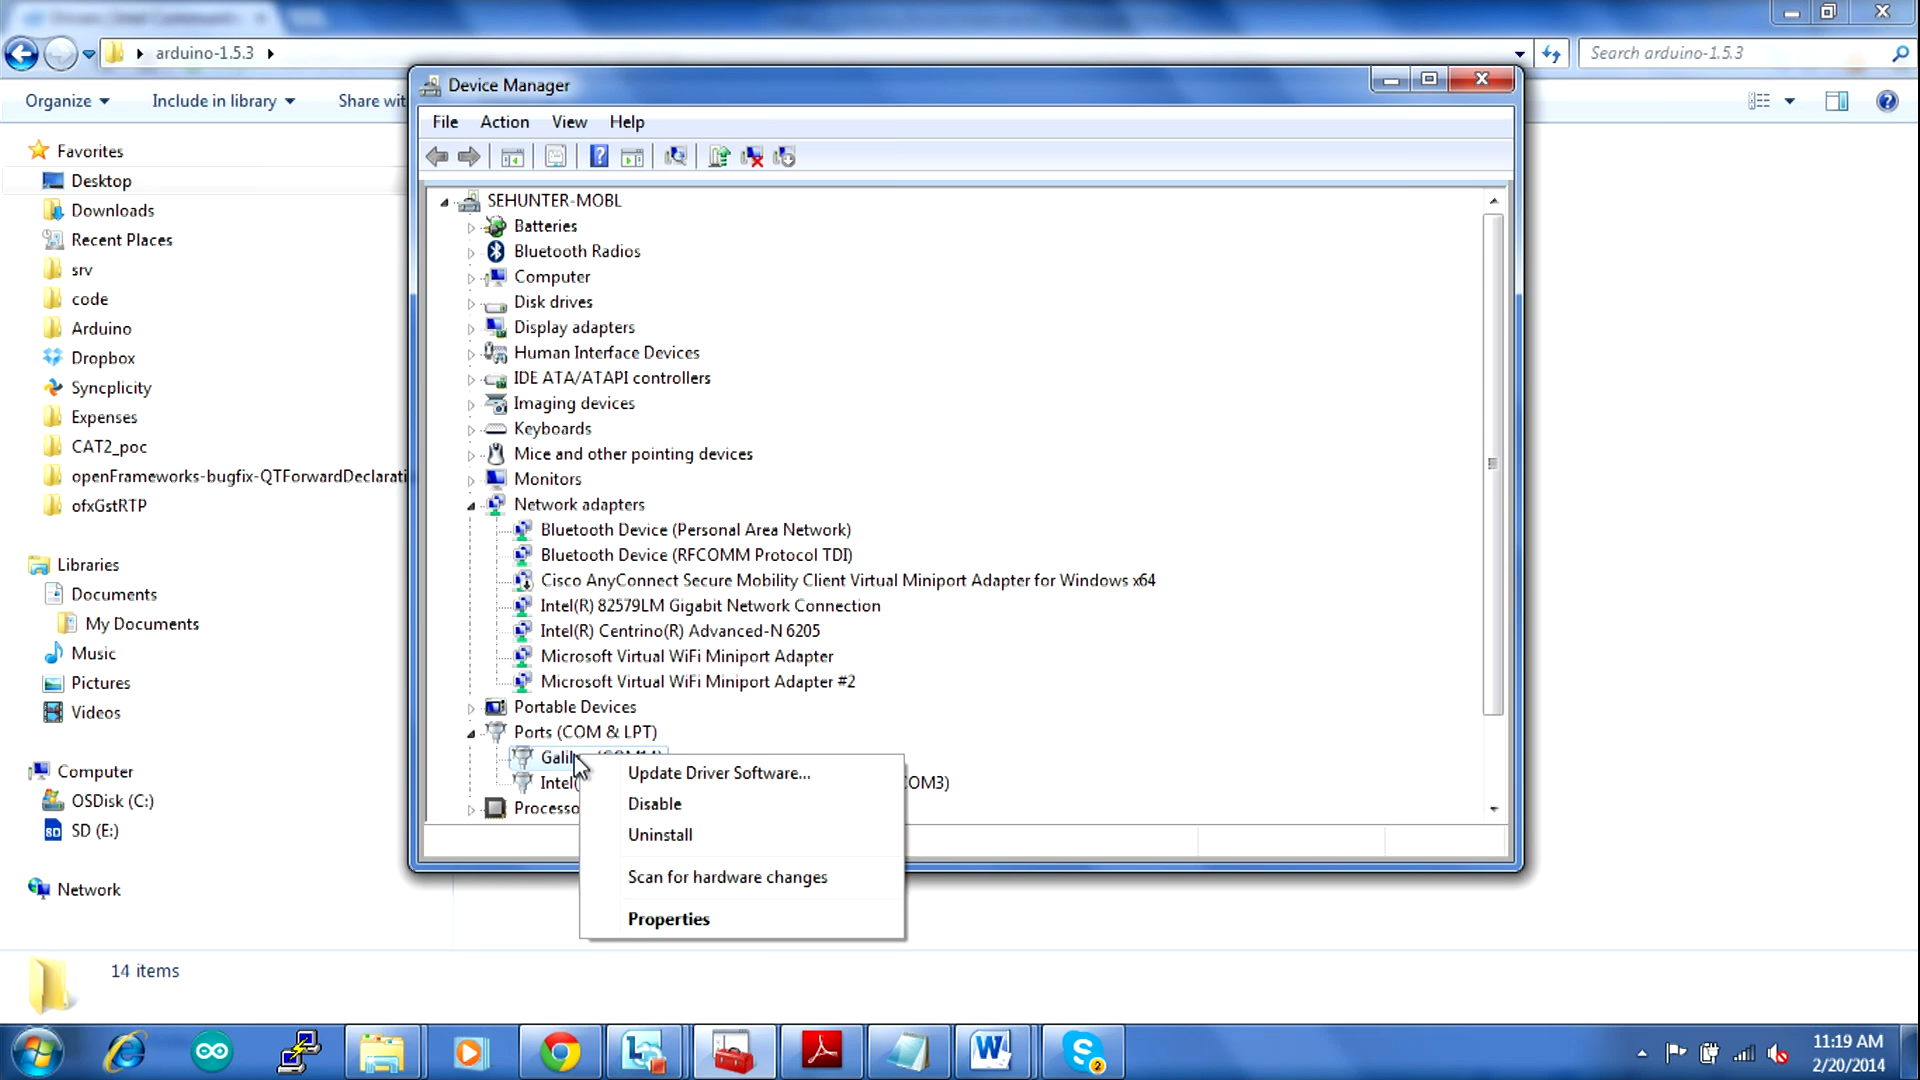 arduino-1.5.3
Search arduino-1.5.3
Organize
Include in library
Share
Device Manager
File
Action
View
Help
Favorites
Desktop
Downloads
Recent Places
srv
code
Arduino
Dropbox
Syncplicity
Expenses
CAT2_poc
openFrameworks-bugfix-QTForwardDeclarati
ofxGstRTP
Libraries
Documents
My Documents
Music
Pictures
Videos
Computer
OSDisk (C:)
SD (E:)
Network
SEHUNTER-MOBL
Batteries
Bluetooth Radios
Computer
Disk drives
Display adapters
Human Interface Devices
IDE ATA/ATAPI controllers
Imaging devices
Keyboards
Mice and other pointing devices
Monitors
Network adapters
Bluetooth Device (Personal Area Network)
Bluetooth Device (RFCOMM Protocol TDI)
Cisco AnyConnect Secure Mobility Client Virtual Miniport Adapter for Windows x64
Intel(R) 82579LM Gigabit Network Connection
Intel(R) Centrino(R) Advanced-N 6205
Microsoft Virtual WiFi Miniport Adapter
Microsoft Virtual WiFi Miniport Adapter #2
Portable Devices
Ports (COM & LPT)
Intel( OM3)
Processo
Update Driver Software...
Disable
Uninstall
Scan for hardware changes
Properties
14 items
11:19 AM
2/20/2014